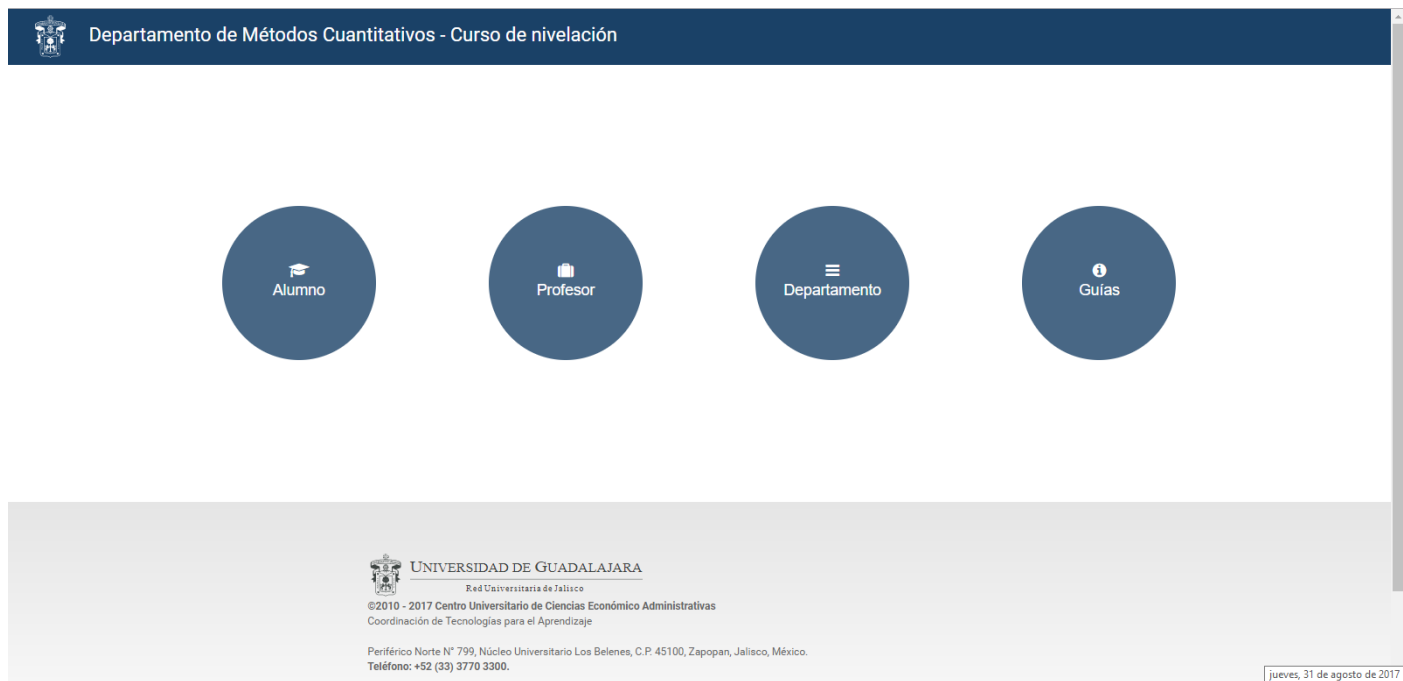 Departamento de Métodos Cuantitativos - Curso de nivelación
Alumno
Profesor
Departamento
Guías
UNIVERSIDAD DE GUADALAJARA
Red Universitaria de Jalisco
©2010 - 2017 Centro Universitario de Ciencias Económico Administrativas
Coordinación de Tecnologías para el Aprendizaje
Periférico Norte N° 799, Núcleo Universitario Los Belenes, C.P. 45100, Zapopan, Jalisco, México.
Teléfono: +52 (33) 3770 3300.
jueves, 31 de agosto de 2017